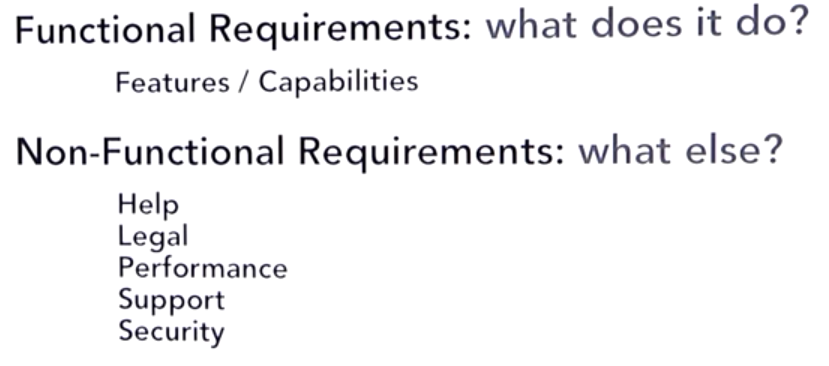 Functional Requirements: what does it do?
Features / Capabilities
Non-Functional Requirements: what else?
Help
Legal
Performance
Support
Security